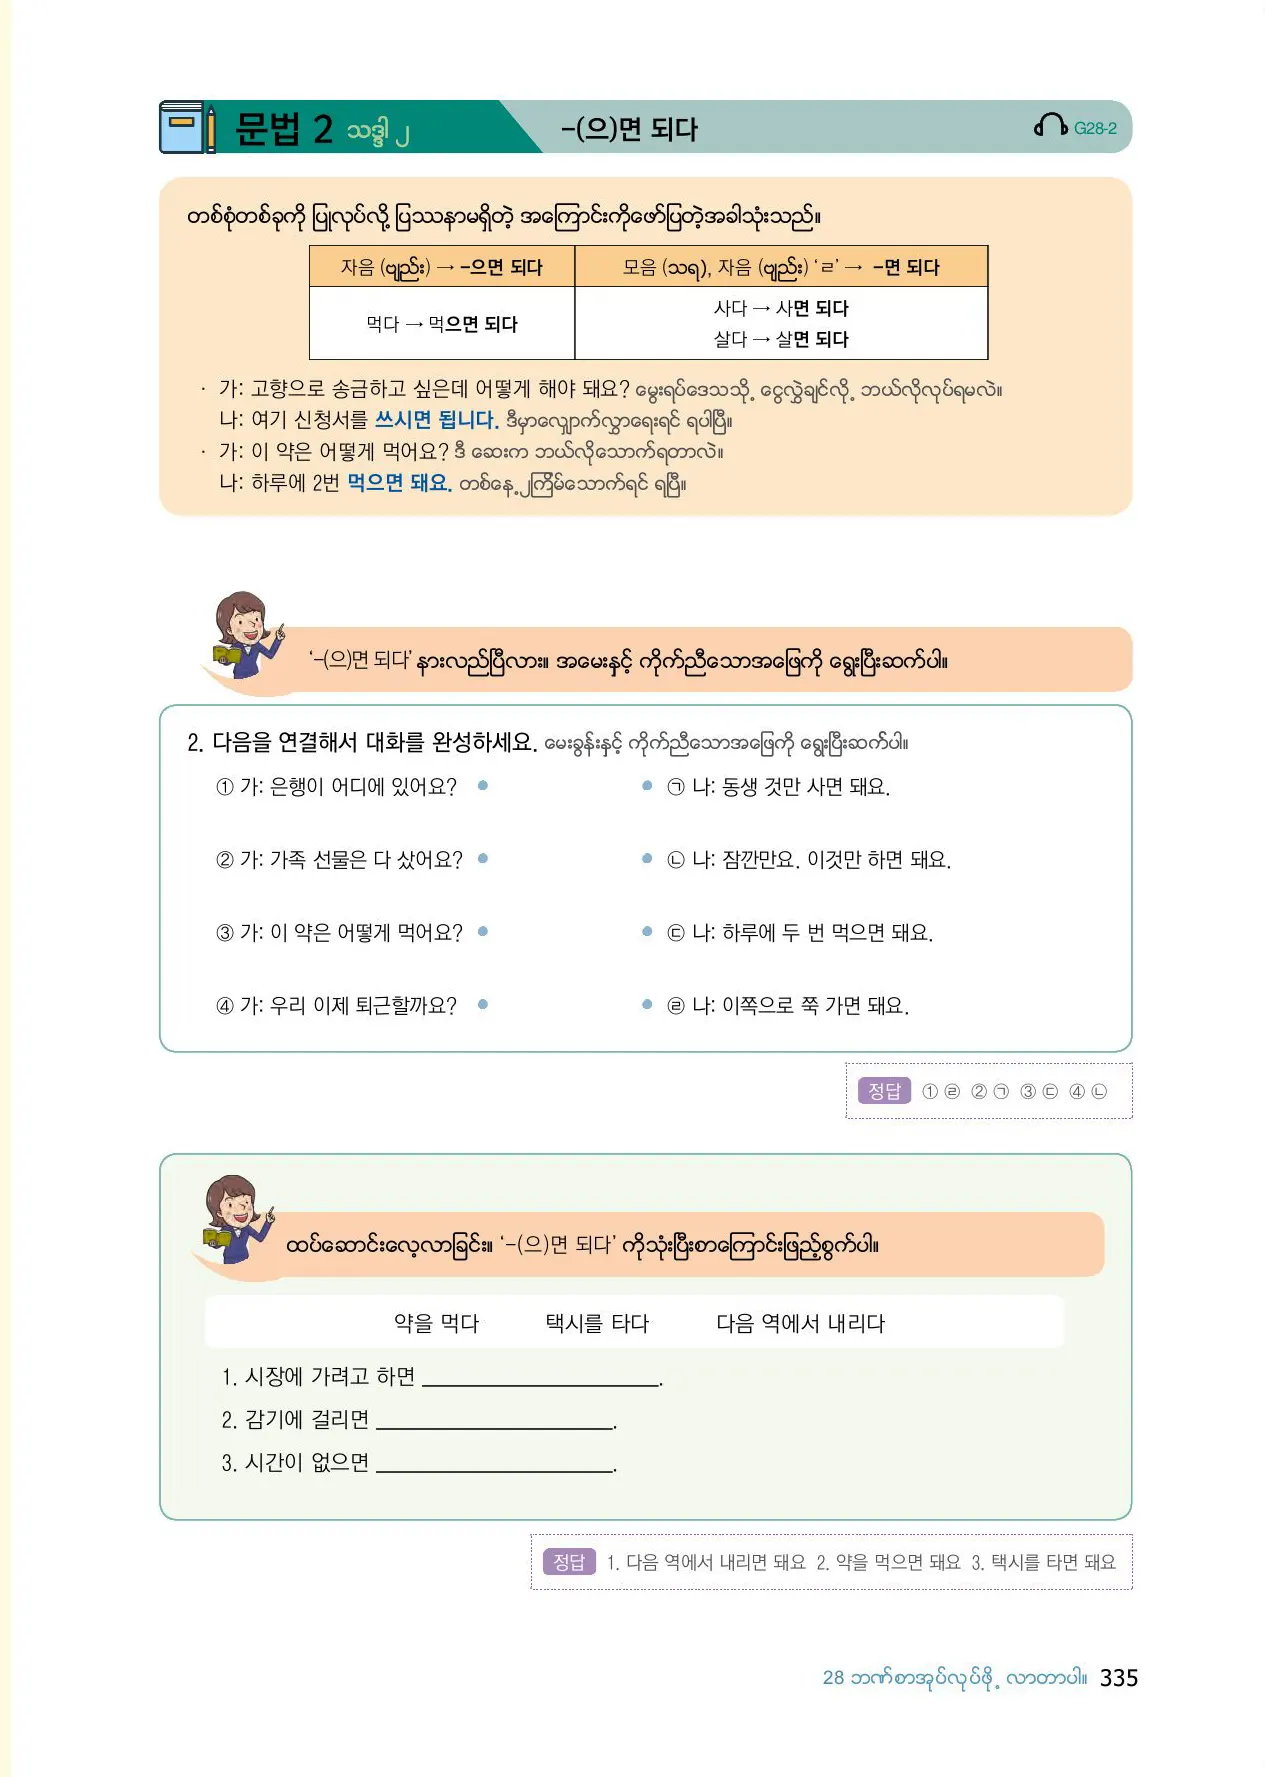 문법 2 သဒ္ဒါ ၂ -(으)면 되다 G28-2
တစ်စုံတစ်ခုကို ပြုလုပ်လို့ ပြဿနာမရှိတဲ့ အကြောင်းကိုဖော်ပြတဲ့အခါသုံးသည်။
자음 (ဗျည်း) → -으면 되다
모음 (သရ), 자음 (ဗျည်း) ‘ㄹ’ → -면 되다
먹다 → 먹으면 되다
사다 → 사면 되다
살다 → 살면 되다
· 가: 고향으로 송금하고 싶은데 어떻게 해야 돼요? မွေးရပ်ဒေသသို့ ငွေလွှဲချင်လို့ ဘယ်လိုလုပ်ရမလဲ။
나: 여기 신청서를 쓰시면 됩니다. ဒီမှာလျှောက်လွှာရေးရင် ရပါပြီ။
· 가: 이 약은 어떻게 먹어요? ဒီ ဆေးက ဘယ်လိုသောက်ရတာလဲ။
나: 하루에 2번 먹으면 돼요. တစ်နေ့၂ကြိမ်သောက်ရင် ရပြီ။
‘-(으)면 되다’ နားလည်ပြီလား။ အမေးနှင့် ကိုက်ညီသောအဖြေကို ရွေးပြီးဆက်ပါ။
2. 다음을 연결해서 대화를 완성하세요. မေးခွန်းနှင့် ကိုက်ညီသောအဖြေကို ရွေးပြီးဆက်ပါ။
① 가: 은행이 어디에 있어요? ㉠ 나: 동생 것만 사면 돼요.
② 가: 가족 선물은 다 샀어요? ㉡ 나: 잠깐만요. 이것만 하면 돼요.
③ 가: 이 약은 어떻게 먹어요? ㉢ 나: 하루에 두 번 먹으면 돼요.
④ 가: 우리 이제 퇴근할까요? ㉣ 나: 이쪽으로 쭉 가면 돼요.
정답 ① ㉣ ② ㉠ ③ ㉢ ④ ㉡
ထပ်ဆောင်းလေ့လာခြင်း။ ‘-(으)면 되다’ ကိုသုံးပြီးစာကြောင်းဖြည့်စွက်ပါ။
약을 먹다 택시를 타다 다음 역에서 내리다
1. 시장에 가려고 하면 ____________________.
2. 감기에 걸리면 ____________________.
3. 시간이 없으면 ____________________.
정답 1. 다음 역에서 내리면 돼요 2. 약을 먹으면 돼요 3. 택시를 타면 돼요
28 ဘဏ်စာအုပ်လုပ်ဖို့ လာတာပါ။ 335